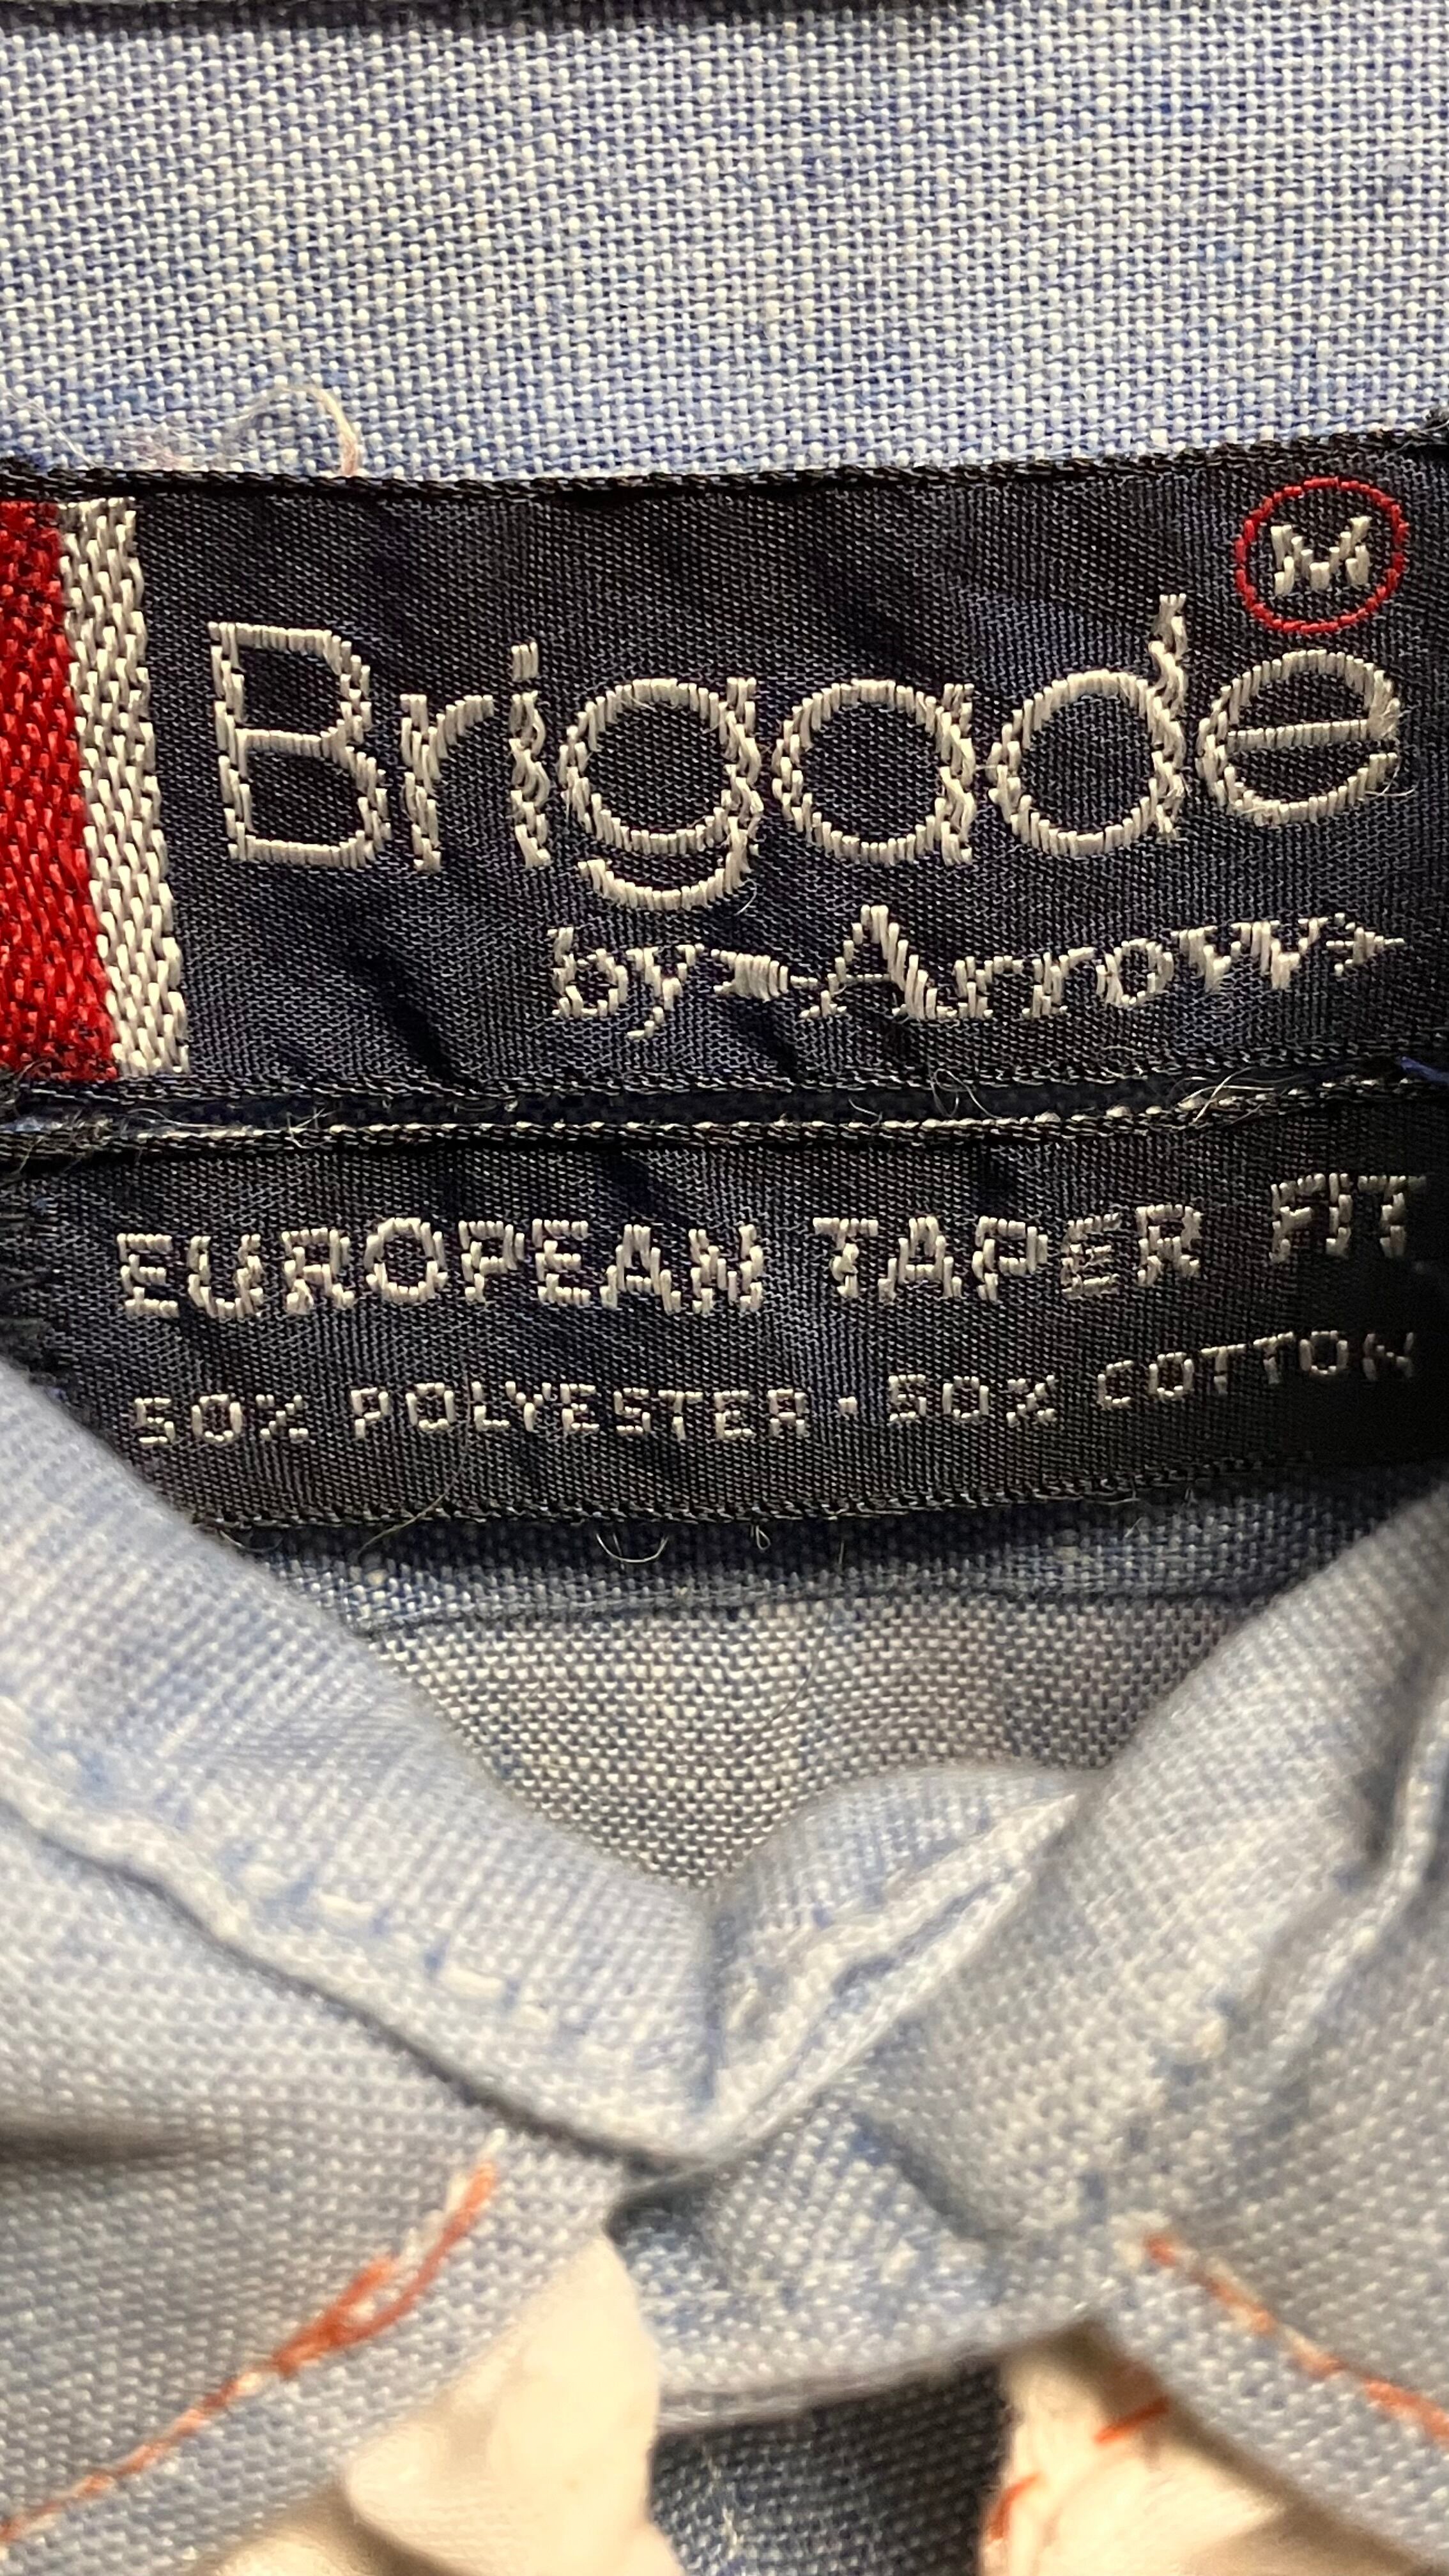 M
Brigade
by Arrow
EUROPEAN TAPER FIT
50% POLYESTER · 50% COTTON